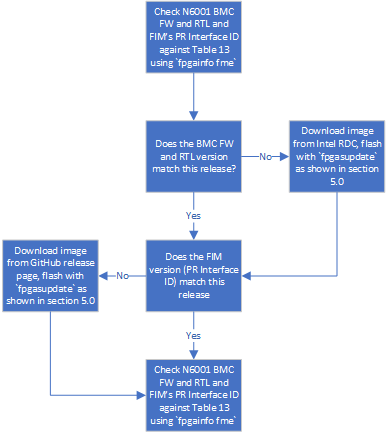 Check N6001 BMC
FW and RTL and
FIM's PR Interface ID
against Table 13
using `fpgainfo fme`
Does the BMC FW
and RTL version
match this release?
No
Download image
from Intel RDC, flash
with `fpgasupdate`
as shown in section
5.0
Yes
Does the FIM
version (PR Interface
ID) match this
release
No
Download image
from GitHub release
page, flash with
`fpgasupdate` as
shown in section 5.0
Yes
Check N6001 BMC
FW and RTL and
FIM's PR Interface ID
against Table 13
using `fpgainfo fme`